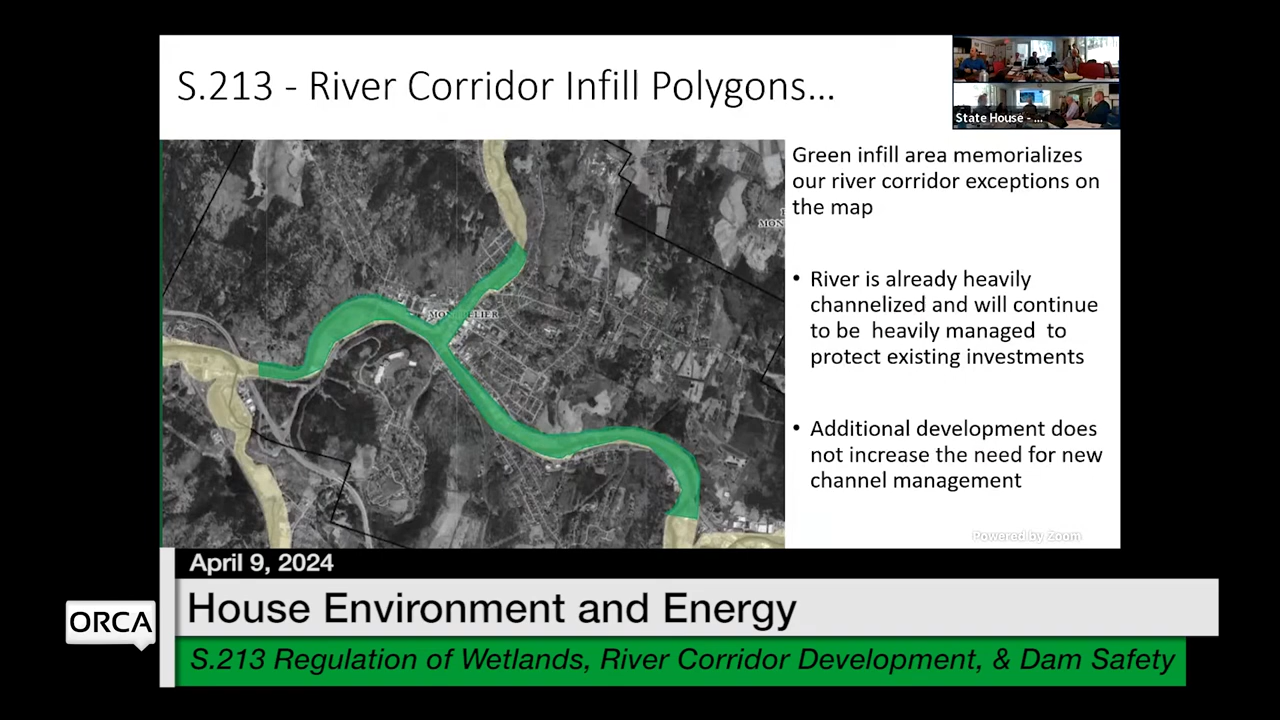 S.213 - River Corridor Infill Polygons...
State House - ...
Green infill area memorializes
our river corridor exceptions on
the map
• River is already heavily
channelized and will continue
to be heavily managed to
protect existing investments
• Additional development does
not increase the need for new
channel management
MONTPELIER
MON
Powered by Zoom
April 9, 2024
House Environment and Energy
ORCA
S.213 Regulation of Wetlands, River Corridor Development, & Dam Safety